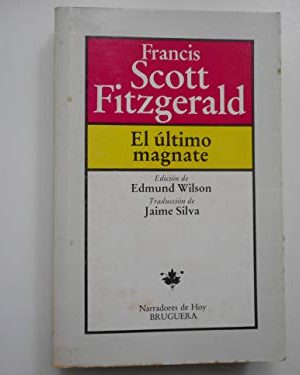 Francis
Scott
Fitzgerald
El último
magnate
Edición de
Edmund Wilson
Traducción de
Jaime Silva
Narradores de Hoy
BRUGUERA